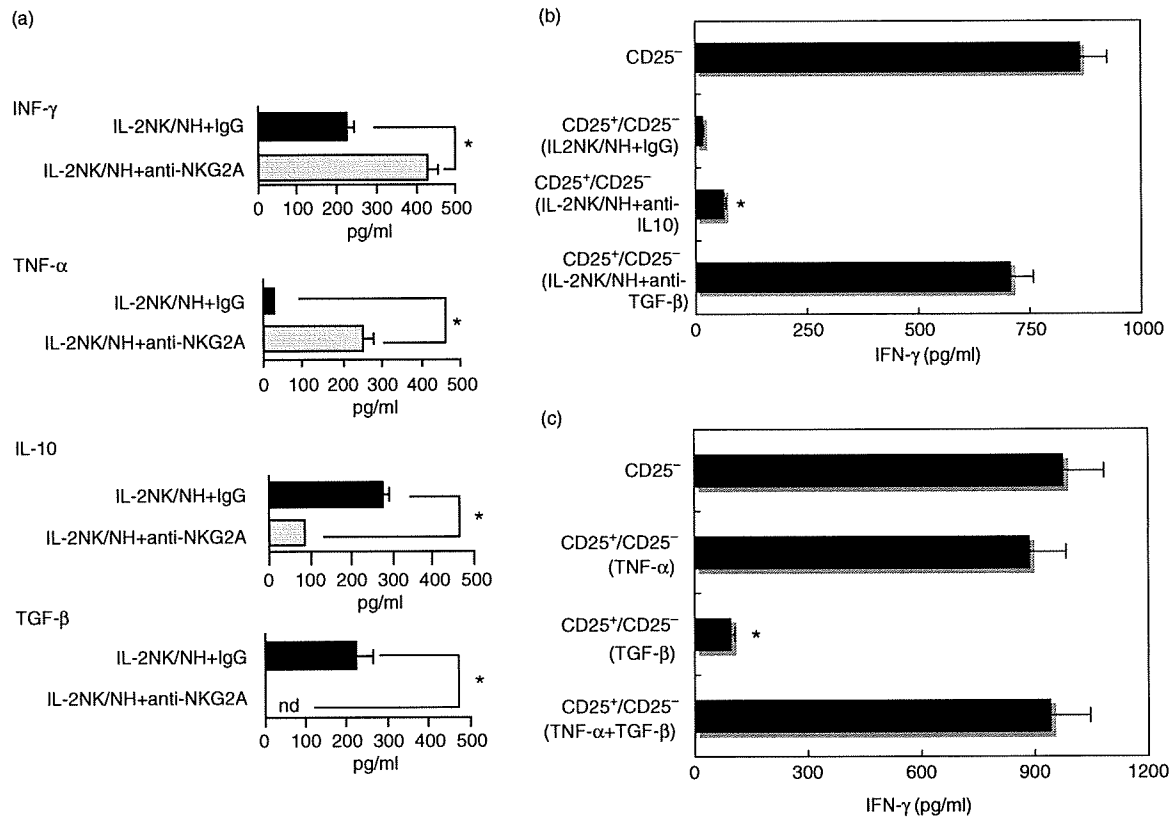 (a)
INF-γ
IL-2NK/NH+IgG
IL-2NK/NH+anti-NKG2A
*
0 100 200 300 400 500
pg/ml
TNF-α
IL-2NK/NH+IgG
IL-2NK/NH+anti-NKG2A
*
0 100 200 300 400 500
pg/ml
IL-10
IL-2NK/NH+IgG
IL-2NK/NH+anti-NKG2A
*
0 100 200 300 400 500
pg/ml
TGF-β
IL-2NK/NH+IgG
IL-2NK/NH+anti-NKG2A
nd
*
0 100 200 300 400 500
pg/ml
(b)
CD25⁻
CD25⁺/CD25⁻
(IL2NK/NH+IgG)
CD25⁺/CD25⁻
(IL-2NK/NH+anti-
IL10)
*
CD25⁺/CD25⁻
(IL-2NK/NH+anti-
TGF-β)
0 250 500 750 1000
IFN-γ (pg/ml)
(c)
CD25⁻
CD25⁺/CD25⁻
(TNF-α)
CD25⁺/CD25⁻
(TGF-β)
*
CD25⁺/CD25⁻
(TNF-α+TGF-β)
0 300 600 900 1200
IFN-γ (pg/ml)